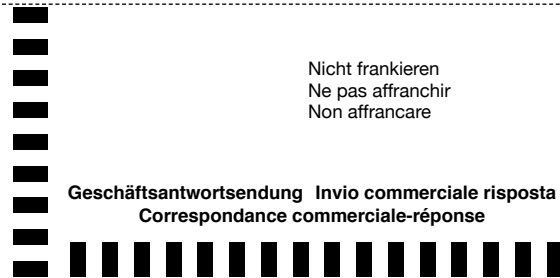 Nicht frankieren
Ne pas affranchir
Non affrancare
Geschäftsantwortsendung Invio commerciale risposta
Correspondance commerciale-réponse